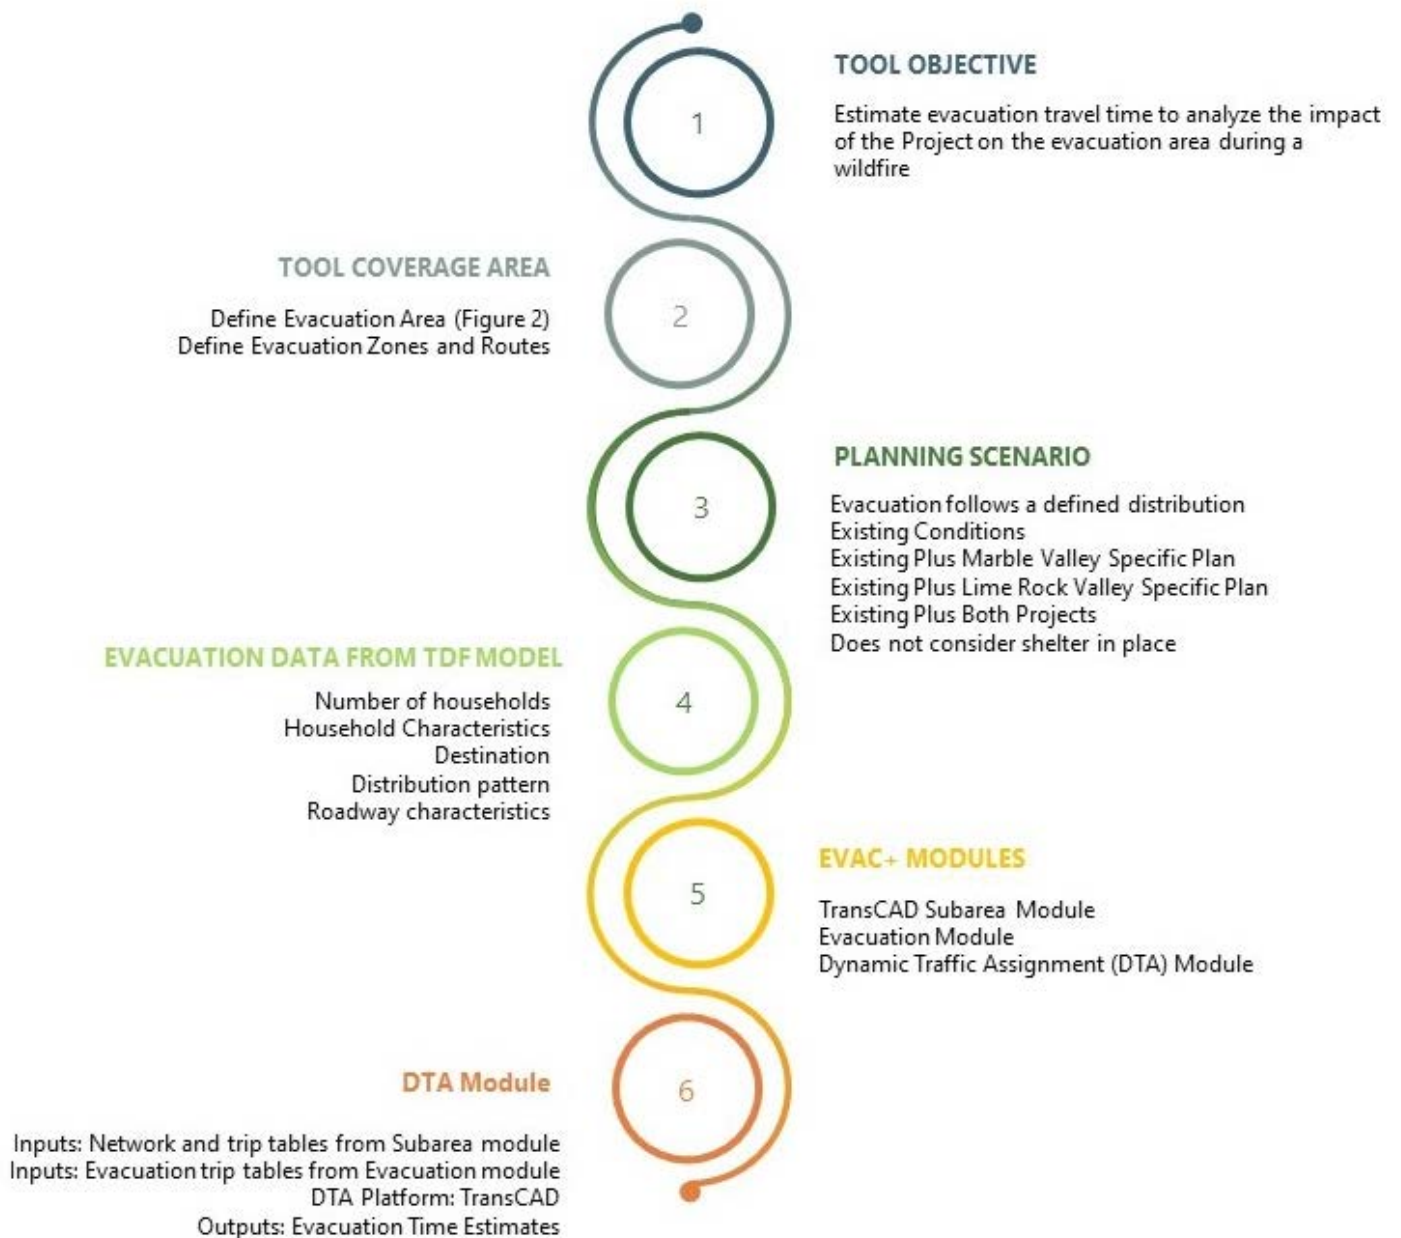 1
TOOL OBJECTIVE
Estimate evacuation travel time to analyze the impact
of the Project on the evacuation area during a
wildfire
TOOL COVERAGE AREA
Define Evacuation Area (Figure 2)
Define Evacuation Zones and Routes
2
3
PLANNING SCENARIO
Evacuation follows a defined distribution
Existing Conditions
Existing Plus Marble Valley Specific Plan
Existing Plus Lime Rock Valley Specific Plan
Existing Plus Both Projects
Does not consider shelter in place
EVACUATION DATA FROM TDF MODEL
Number of households
Household Characteristics
Destination
Distribution pattern
Roadway characteristics
4
5
EVAC+ MODULES
TransCAD Subarea Module
Evacuation Module
Dynamic Traffic Assignment (DTA) Module
DTA Module
Inputs: Network and trip tables from Subarea module
Inputs: Evacuation trip tables from Evacuation module
DTA Platform: TransCAD
Outputs: Evacuation Time Estimates
6